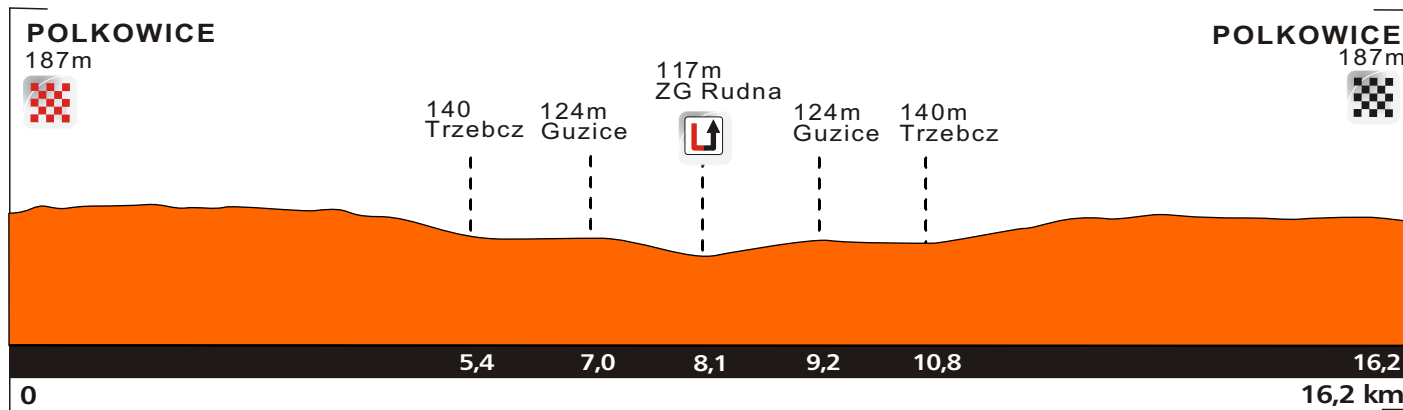 POLKOWICE
187m
140
Trzebcz
124m
Guzice
117m
ZG Rudna
124m
Guzice
140m
Trzebcz
POLKOWICE
187m
5,4
7,0
8,1
9,2
10,8
16,2
0
16,2 km